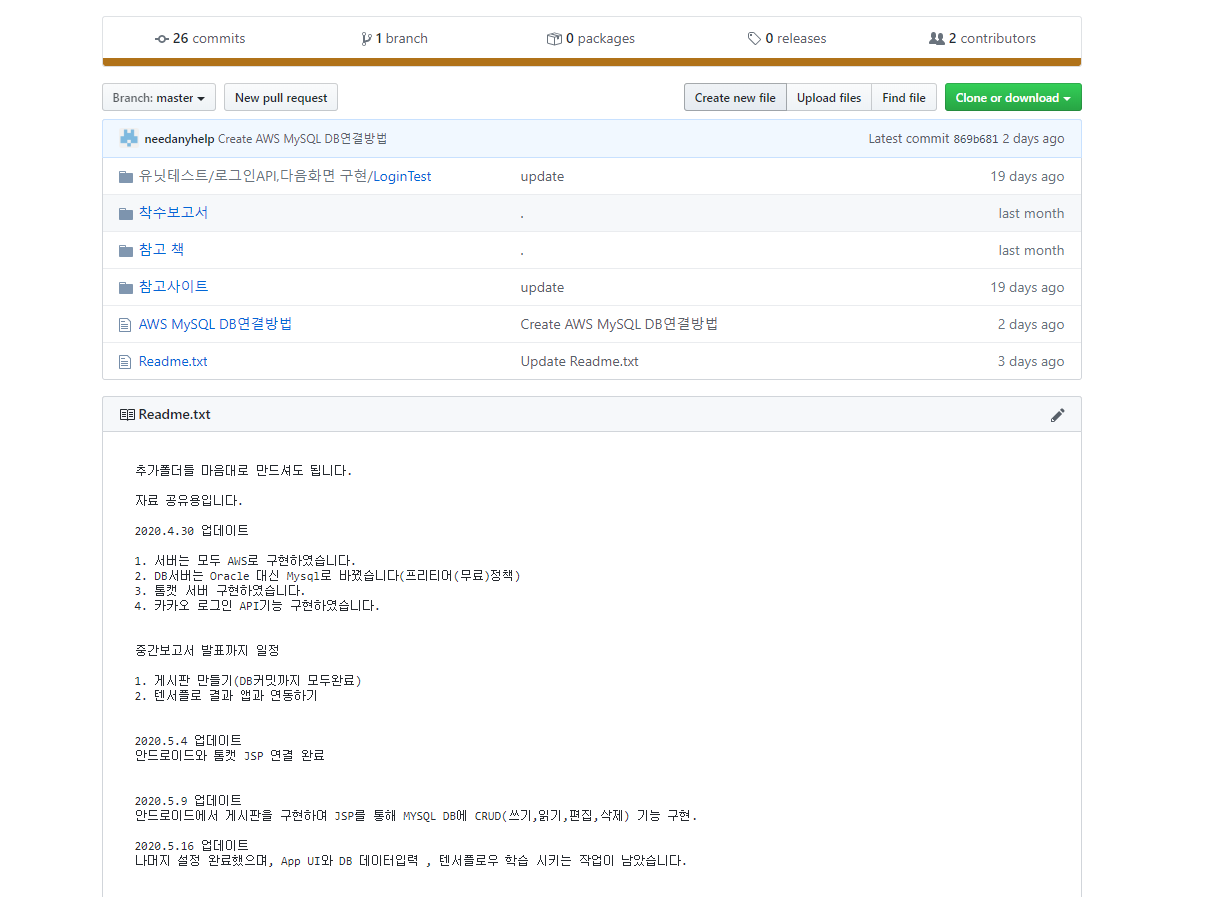 26 commits 1 branch 0 packages 0 releases 2 contributors
Branch: master New pull request Create new file Upload files Find file Clone or download
needanyhelp Create AWS MySQL DB연결방법 Latest commit 869b681 2 days ago
유닛테스트/로그인API,다음화면 구현/LoginTest update 19 days ago
착수보고서 . last month
참고 책 . last month
참고사이트 update 19 days ago
AWS MySQL DB연결방법 Create AWS MySQL DB연결방법 2 days ago
Readme.txt Update Readme.txt 3 days ago
Readme.txt
추가폴더들 마음대로 만드셔도 됩니다.
자료 공유용입니다.
2020.4.30 업데이트
1. 서버는 모두 AWS로 구현하였습니다.
2. DB서버는 Oracle 대신 Mysql로 바꿨습니다(프리티어(무료)정책)
3. 톰캣 서버 구현하였습니다.
4. 카카오 로그인 API기능 구현하였습니다.
중간보고서 발표까지 일정
1. 게시판 만들기(DB커밋까지 모두완료)
2. 텐서플로 결과 앱과 연동하기
2020.5.4 업데이트
안드로이드와 톰캣 JSP 연결 완료
2020.5.9 업데이트
안드로이드에서 게시판을 구현하여 JSP를 통해 MYSQL DB에 CRUD(쓰기,읽기,편집,삭제) 기능 구현.
2020.5.16 업데이트
나머지 설정 완료했으며, App UI와 DB 데이터입력 , 텐서플로우 학습 시키는 작업이 남았습니다.